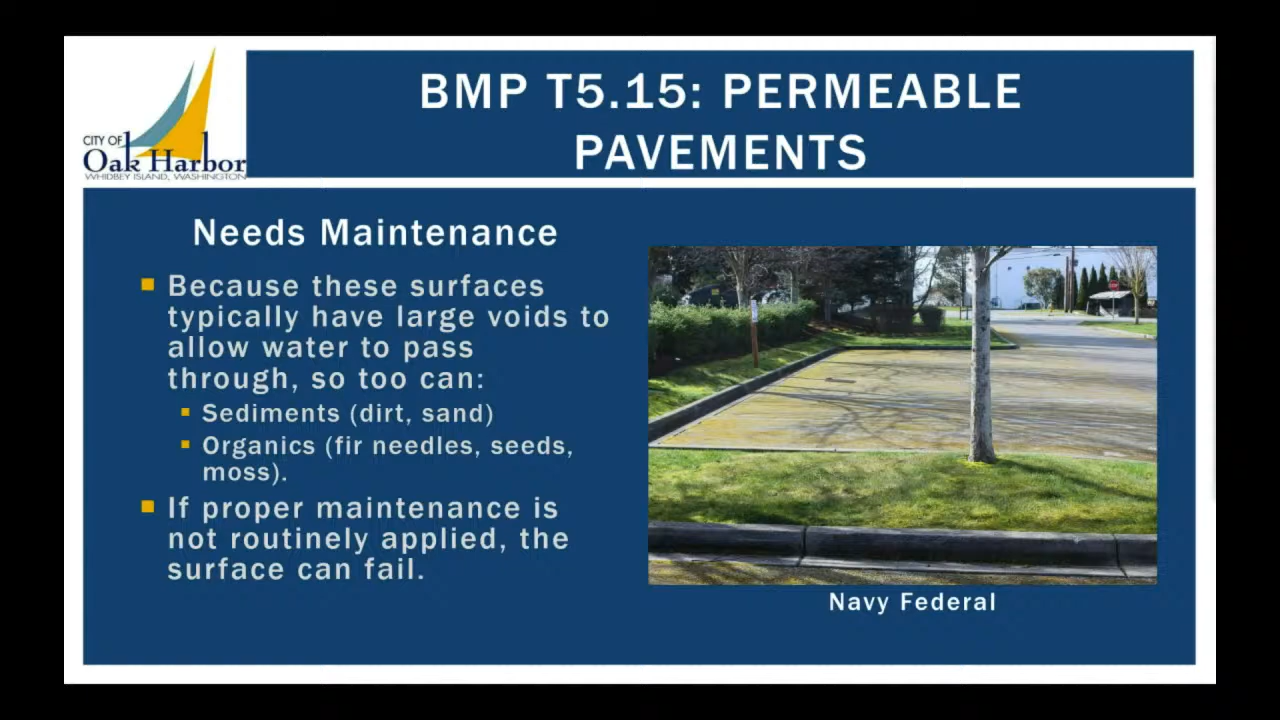 CITY OF
Oak Harbor
WHIDBEY ISLAND, WASHINGTON
BMP T5.15: PERMEABLE
PAVEMENTS
Needs Maintenance
Because these surfaces
typically have large voids to
allow water to pass
through, so too can:
Sediments (dirt, sand)
Organics (fir needles, seeds,
moss).
If proper maintenance is
not routinely applied, the
surface can fail.
Navy Federal